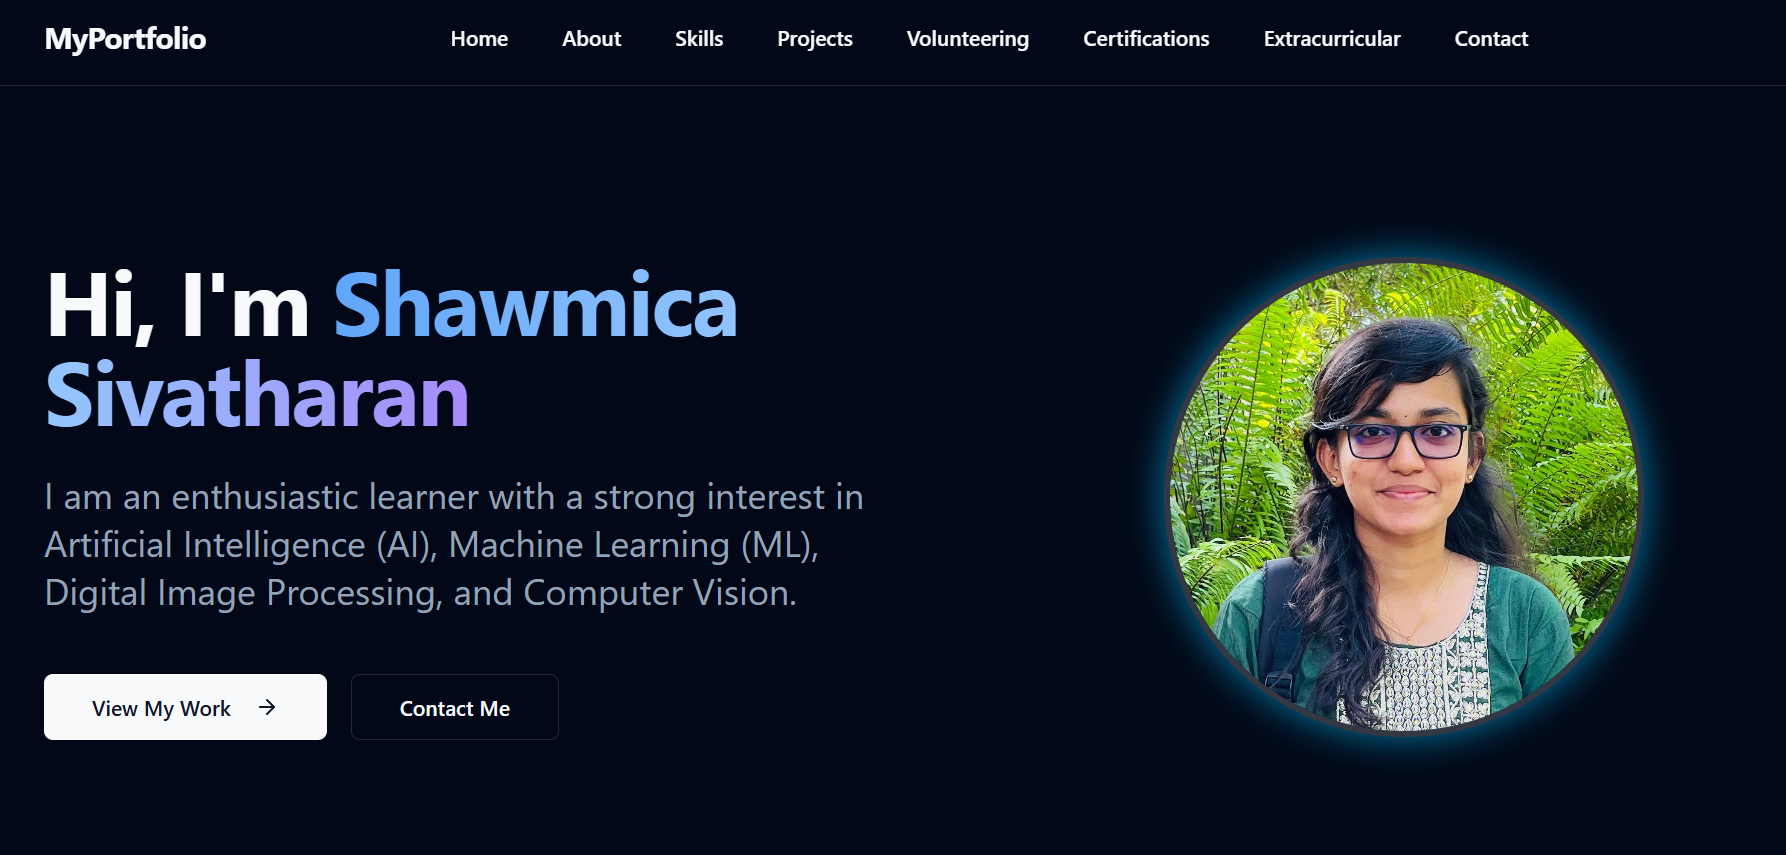 MyPortfolio
Home About Skills Projects Volunteering Certifications Extracurricular Contact
Hi, I'm Shawmica
Sivatharan
I am an enthusiastic learner with a strong interest in
Artificial Intelligence (AI), Machine Learning (ML),
Digital Image Processing, and Computer Vision.
View My Work →
Contact Me